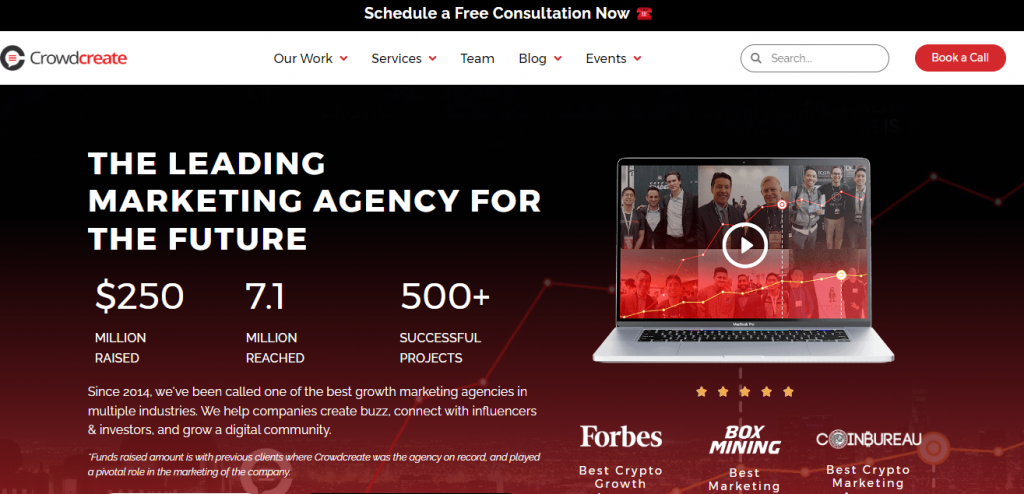 Schedule a Free Consultation Now
Crowdcreate
Our Work
Services
Team
Blog
Events
Search...
Book a Call
THE LEADING
MARKETING AGENCY FOR
THE FUTURE
$250
7.1
500+
MILLION
RAISED
MILLION
REACHED
SUCCESSFUL
PROJECTS
Since 2014, we've been called one of the best growth marketing agencies in
multiple industries. We help companies create buzz, connect with influencers
& investors, and grow a digital community.
*Funds raised amount is with previous clients where Crowdcreate was the agency on record, and played
a pivotal role in the marketing of the company.
MacBook Pro
Forbes
Best Crypto
Growth
BOX
MINING
Best
Marketing
COINBUREAU
Best Crypto
Marketing